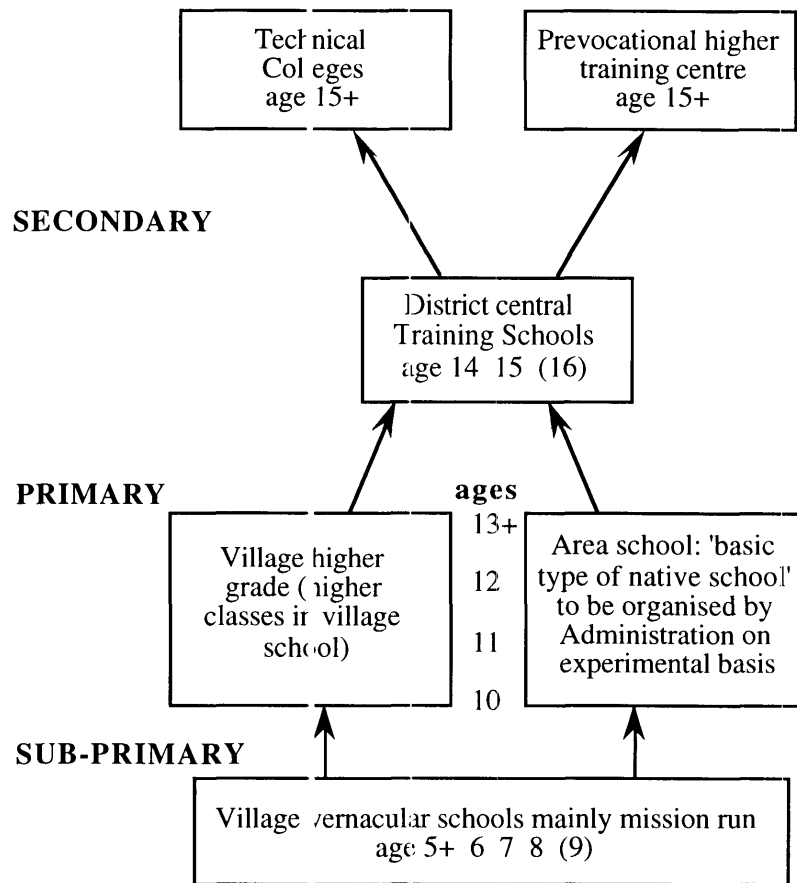 Technical
Colleges
age 15+
Prevocational higher
training centre
age 15+
SECONDARY
District central
Training Schools
age 14 15 (16)
PRIMARY
ages
13+
12
11
10
Village higher
grade (higher
classes in village
school)
Area school: 'basic
type of native school'
to be organised by
Administration on
experimental basis
SUB-PRIMARY
Village vernacular schools mainly mission run
age 5+ 6 7 8 (9)